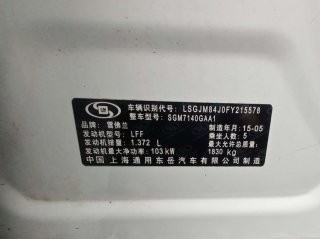 车辆识别代号: LSGJM84J0FY215578
整车型号: SGM7140GAA1
品牌: 雪佛兰 制造年月: 15-05
发动机型号: LFF 乘坐人数: 5
发动机排量: 1.372 L 最大允许总质量:
发动机最大净功率: 103 kW 1830 kg
中国 上海通用东岳汽车有限公司制造